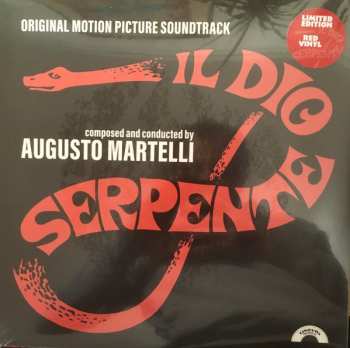 ORIGINAL MOTION PICTURE SOUNDTRACK
LIMITED
EDITION
RED
VINYL
IL DIO
composed and conducted by
AUGUSTO MARTELLI
SERPENTE